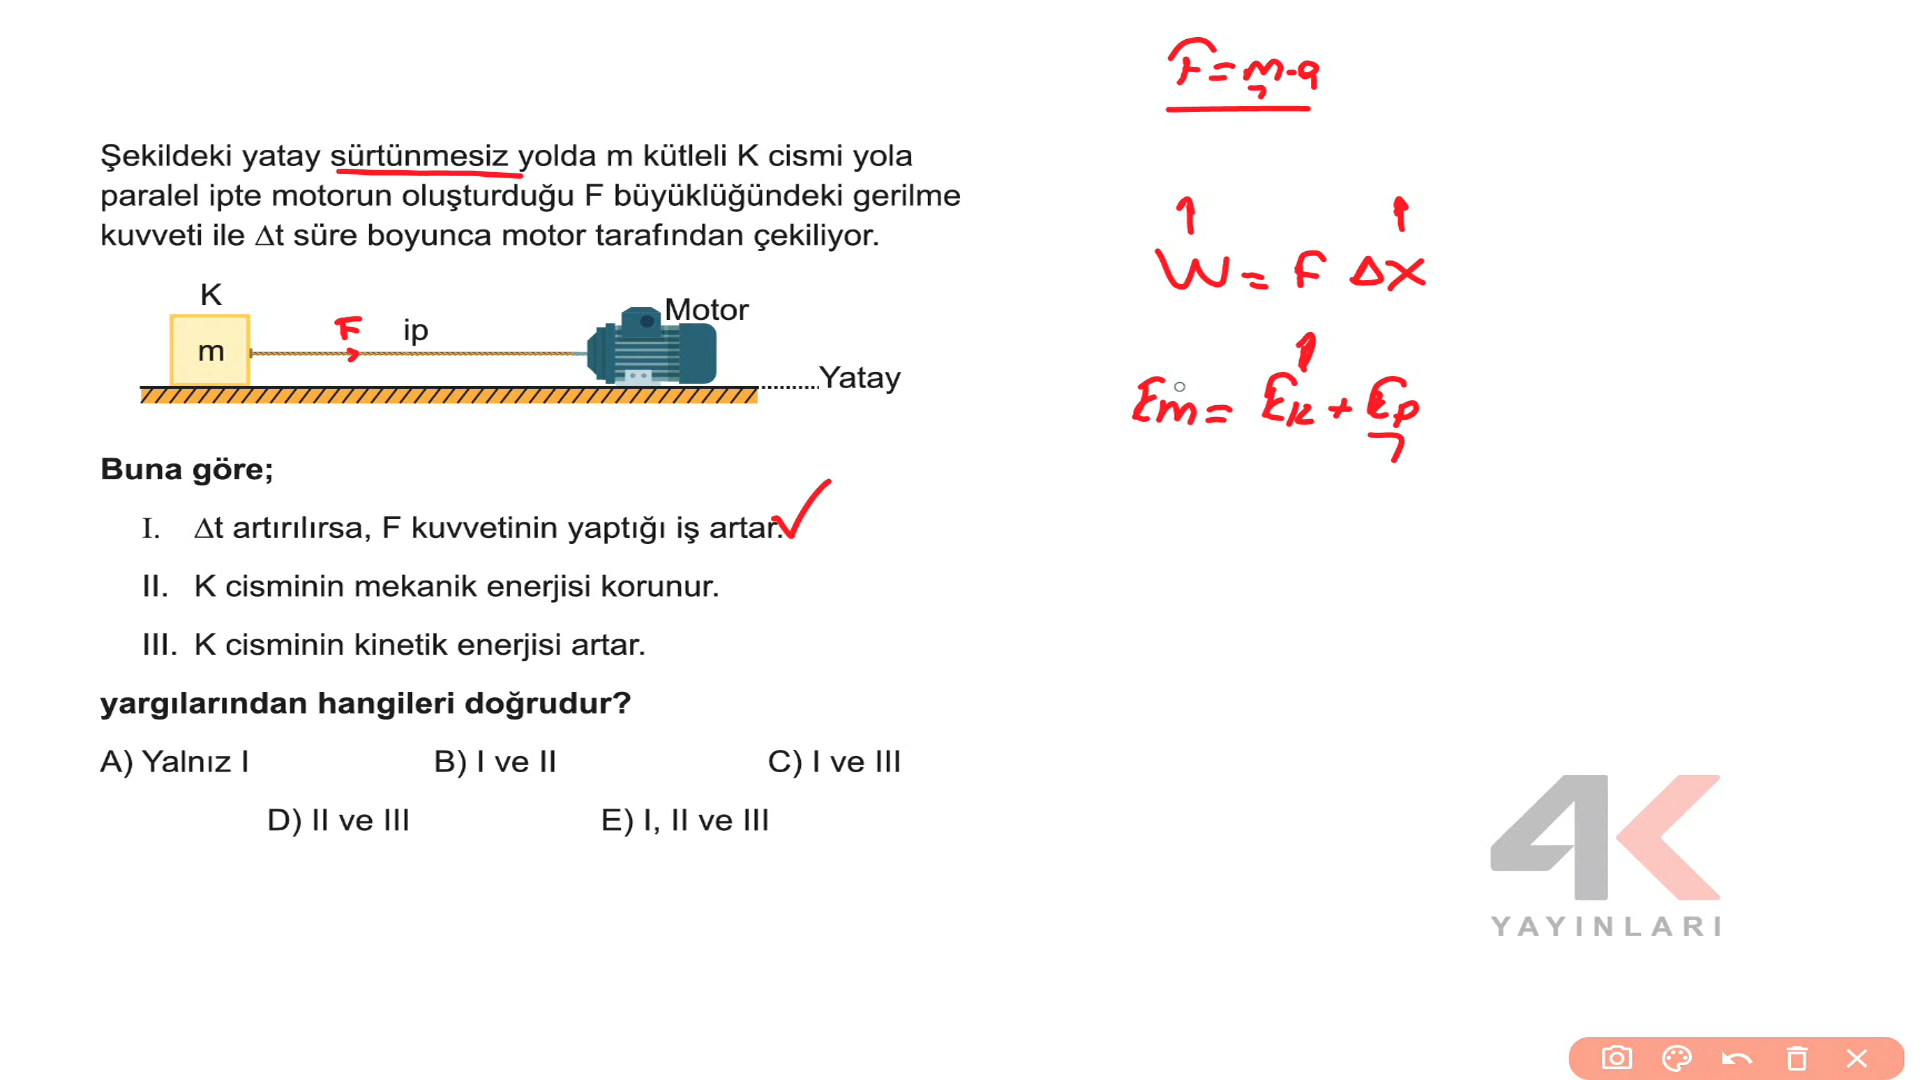 F = m.a
Şekildeki yatay sürtünmesiz yolda m kütleli K cismi yola
paralel ipte motorun oluşturduğu F büyüklüğündeki gerilme
kuvveti ile Δt süre boyunca motor tarafından çekiliyor.
W = F ΔX
K
F
ip
Motor
m
Yatay
Em = Ek + Ep
Buna göre;
I. Δt artırılırsa, F kuvvetinin yaptığı iş artar.
II. K cisminin mekanik enerjisi korunur.
III. K cisminin kinetik enerjisi artar.
yargılarından hangileri doğrudur?
A) Yalnız I B) I ve II C) I ve III
D) II ve III E) I, II ve III
4K
YAYINLARI